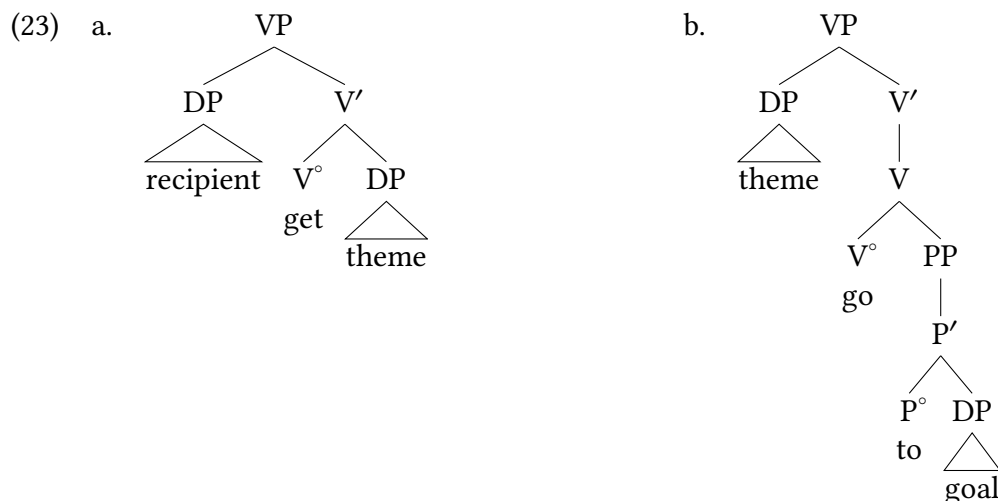 (23) a. VP b. VP
DP V′ DP V′
recipient V° DP theme V
get theme V° PP
go
P′
P° DP
to goal